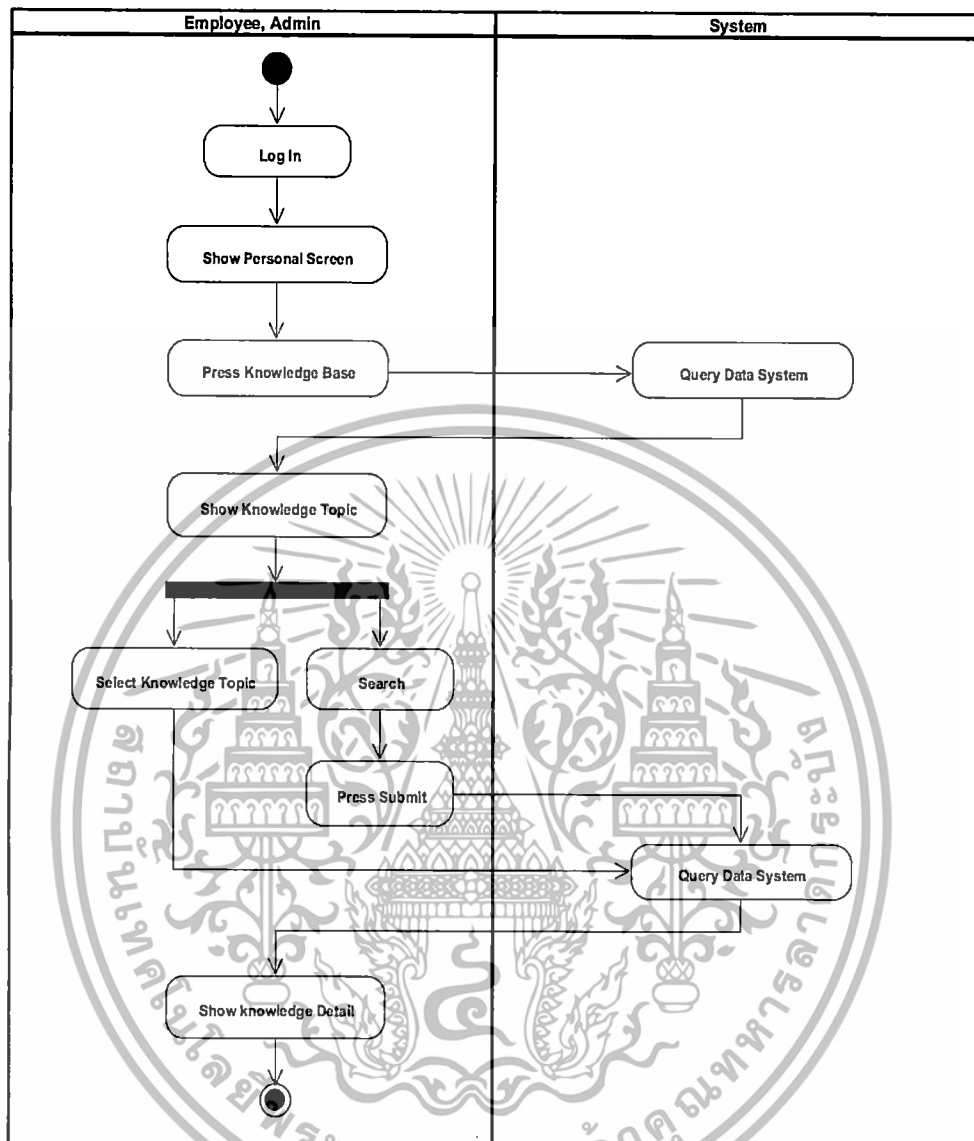 Employee, Admin
System
Log In
Show Personal Screen
Press Knowledge Base
Query Data System
Show Knowledge Topic
Select Knowledge Topic
Search
Press Submit
Query Data System
Show knowledge Detail